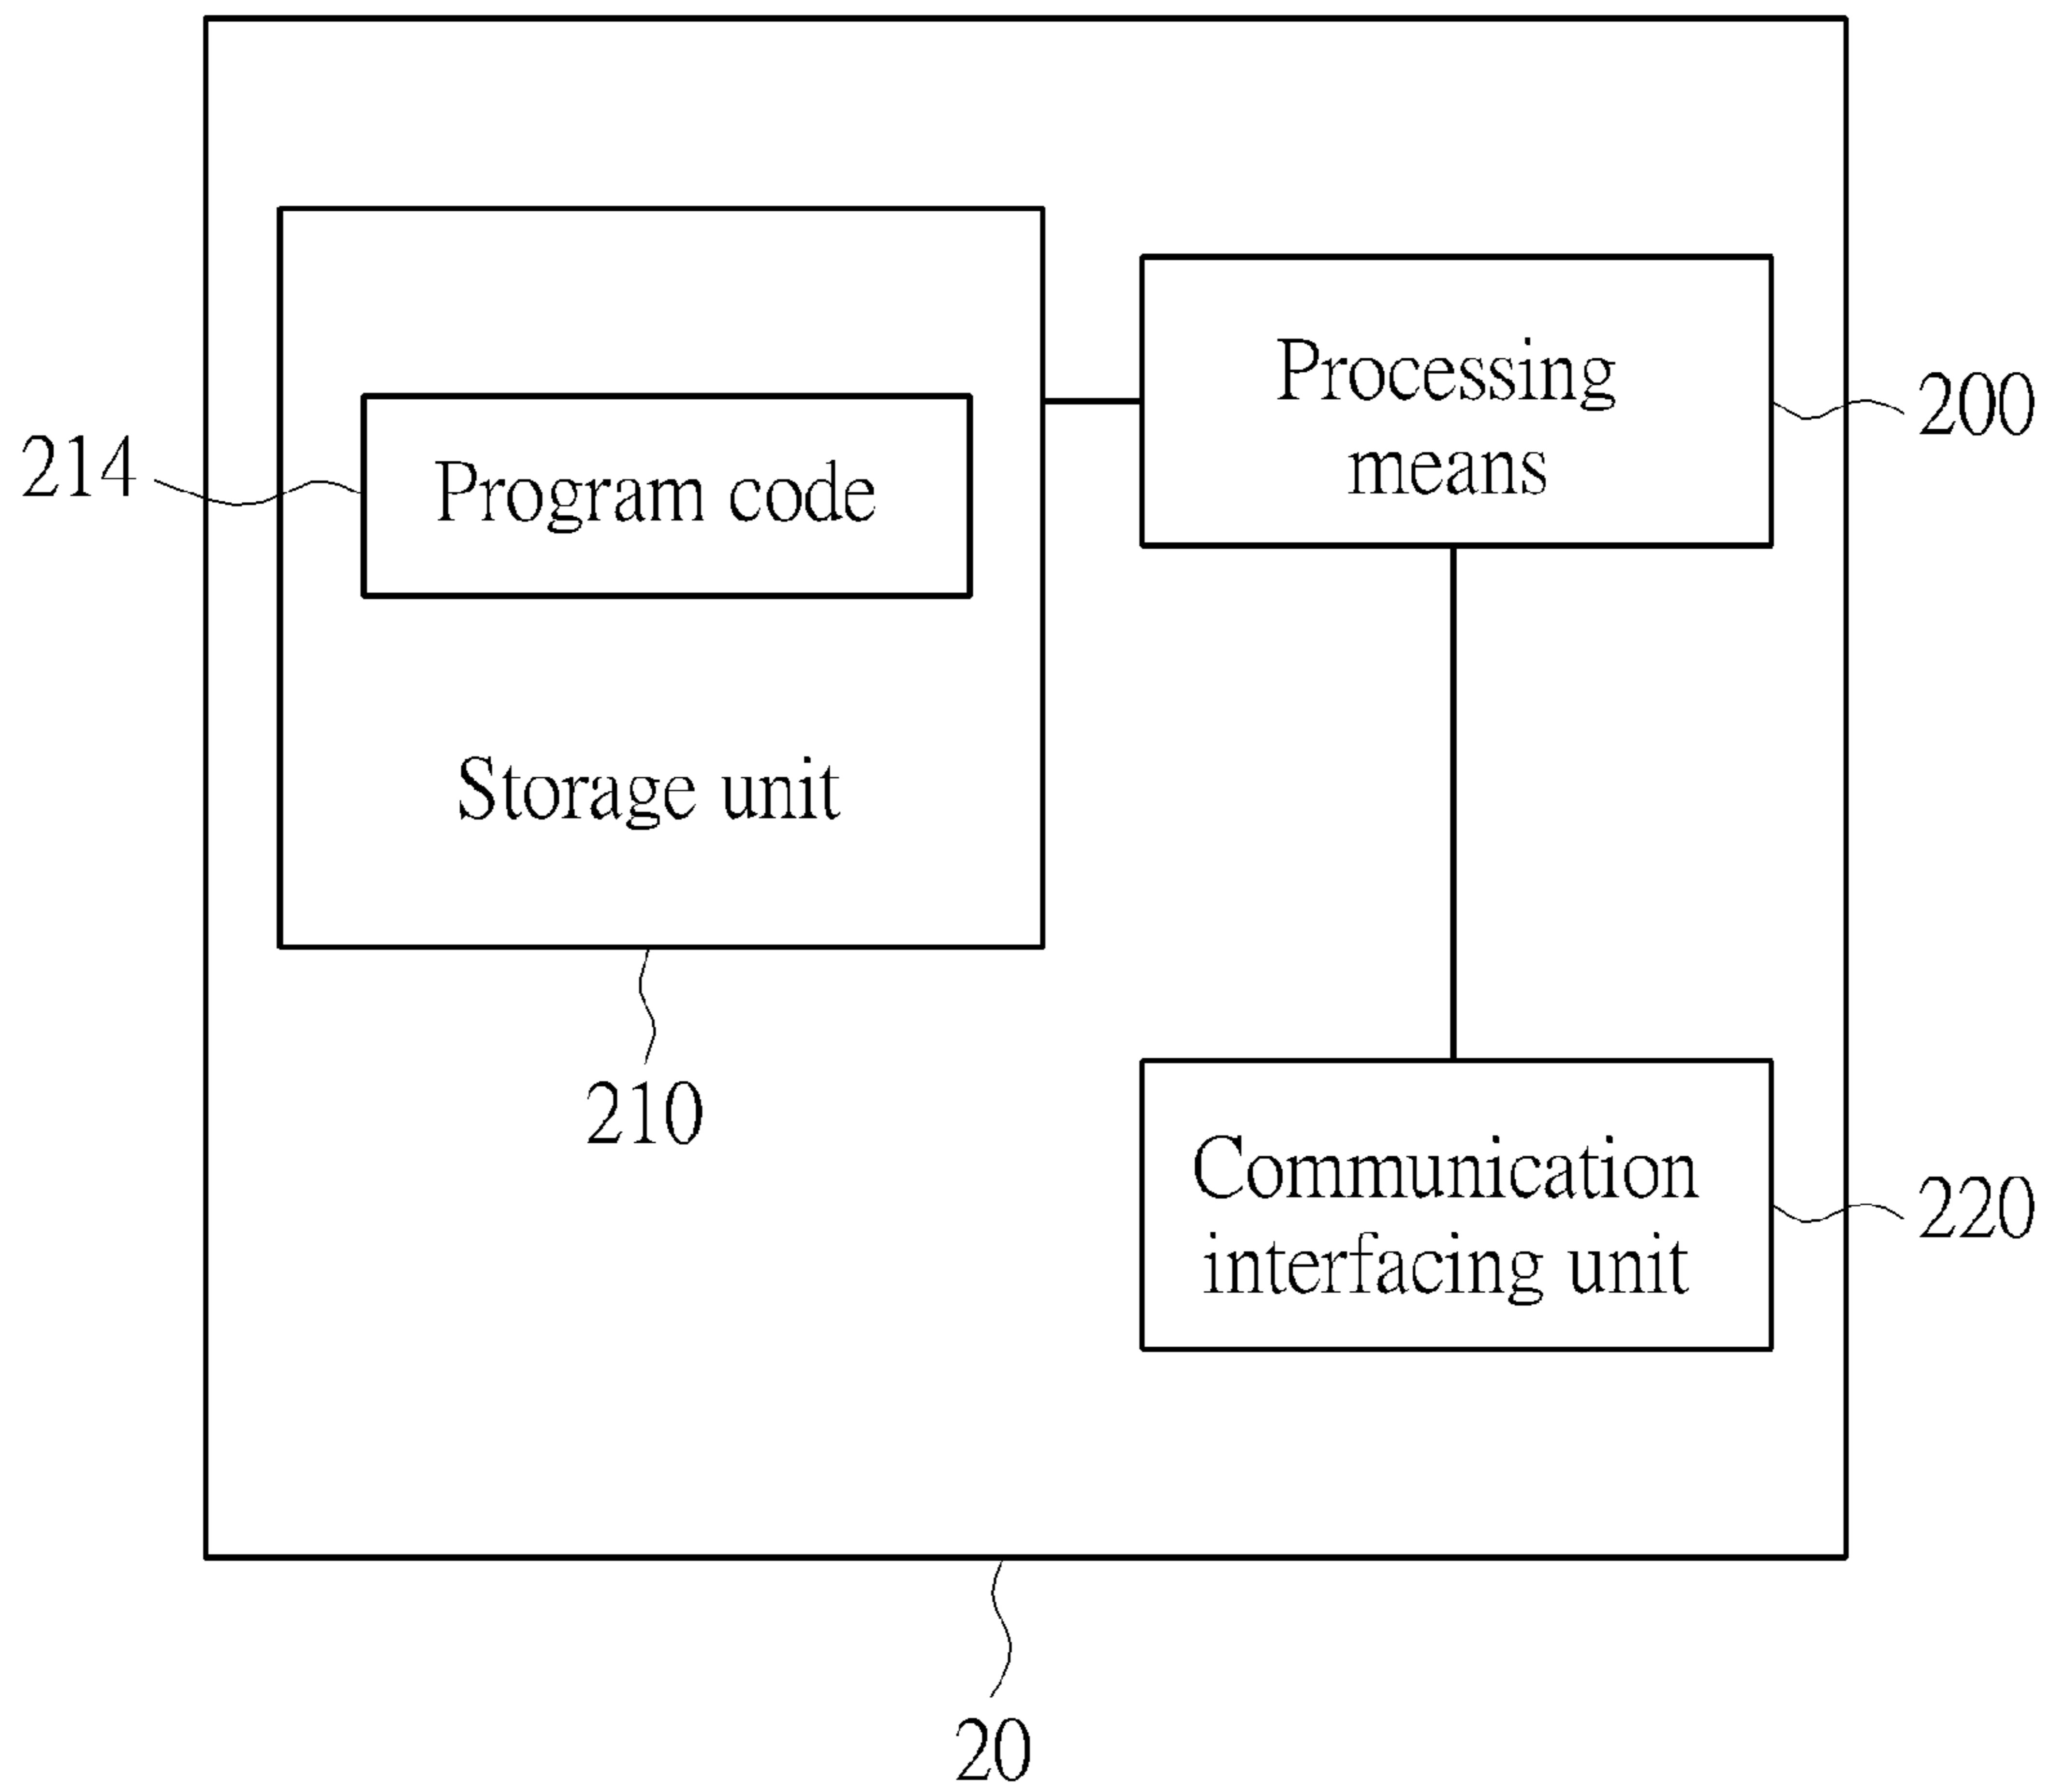 Processing
means
200
214
Program code
Storage unit
210
Communication
interfacing unit
220
20